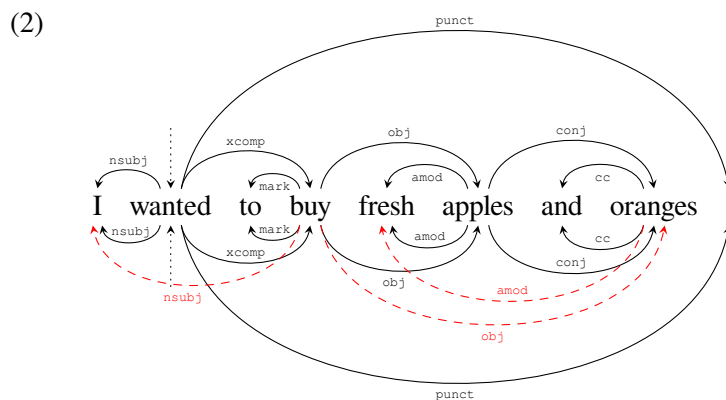 (2)
punct
xcomp obj conj
nsubj mark amod cc
I wanted to buy fresh apples and oranges
nsubj mark amod cc
xcomp obj conj
nsubj amod
obj
punct